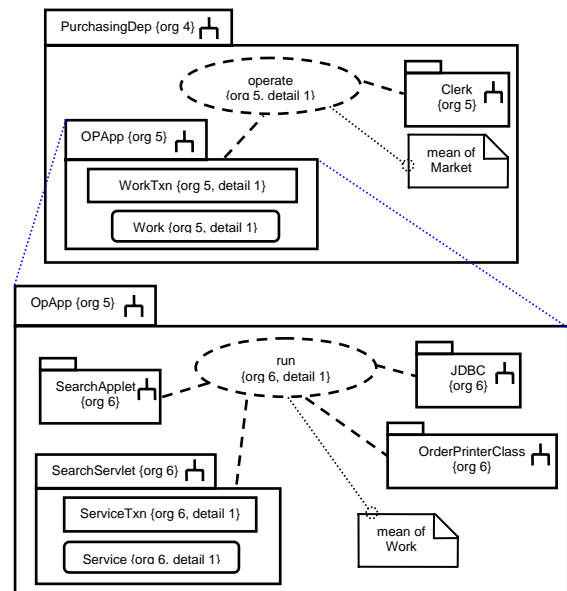 PurchasingDep {org 4}
operate
{org 5, detail 1}
Clerk
{org 5}
OPApp {org 5}
mean of
Market
WorkTxn {org 5, detail 1}
Work {org 5, detail 1}
OpApp {org 5}
run
{org 6, detail 1}
JDBC
{org 6}
SearchApplet
{org 6}
OrderPrinterClass
{org 6}
SearchServlet {org 6}
ServiceTxn {org 6, detail 1}
mean of
Work
Service {org 6, detail 1}